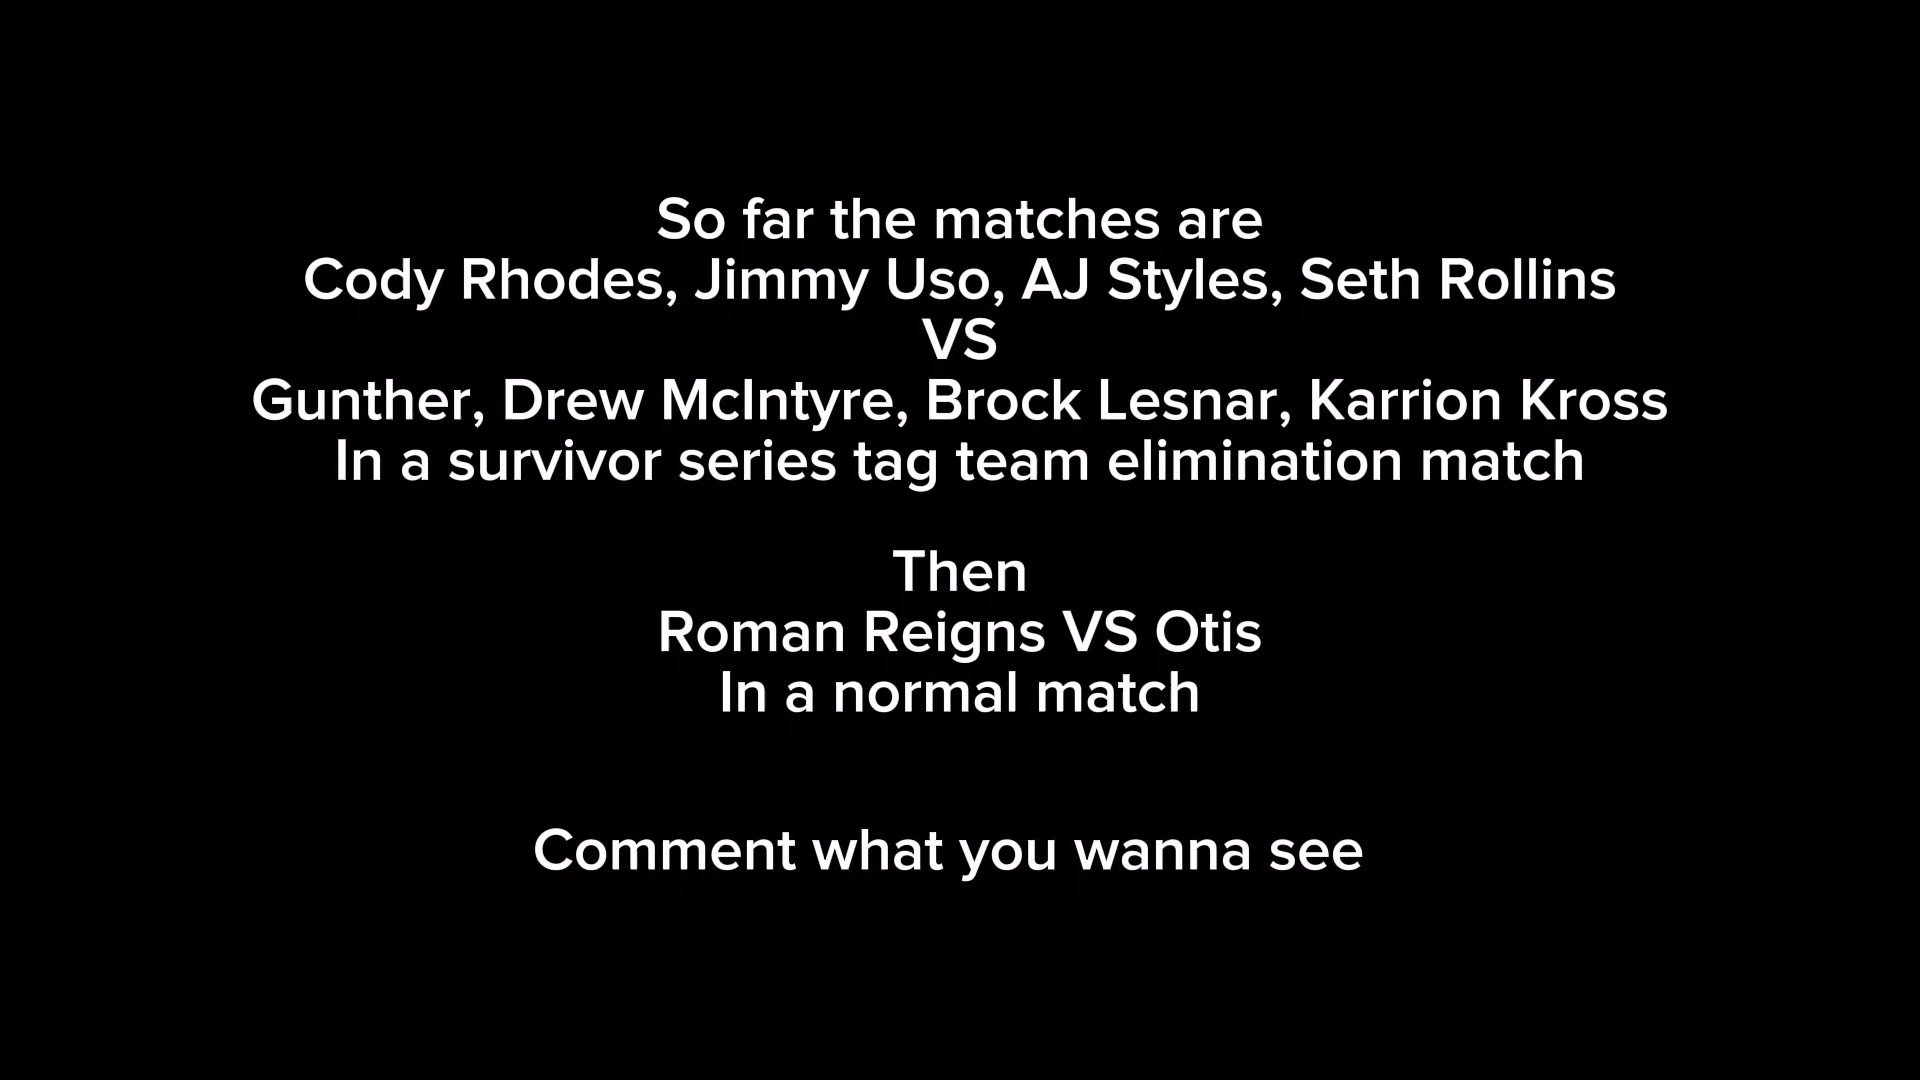 So far the matches are
Cody Rhodes, Jimmy Uso, AJ Styles, Seth Rollins
VS
Gunther, Drew McIntyre, Brock Lesnar, Karrion Kross
In a survivor series tag team elimination match
Then
Roman Reigns VS Otis
In a normal match
Comment what you wanna see